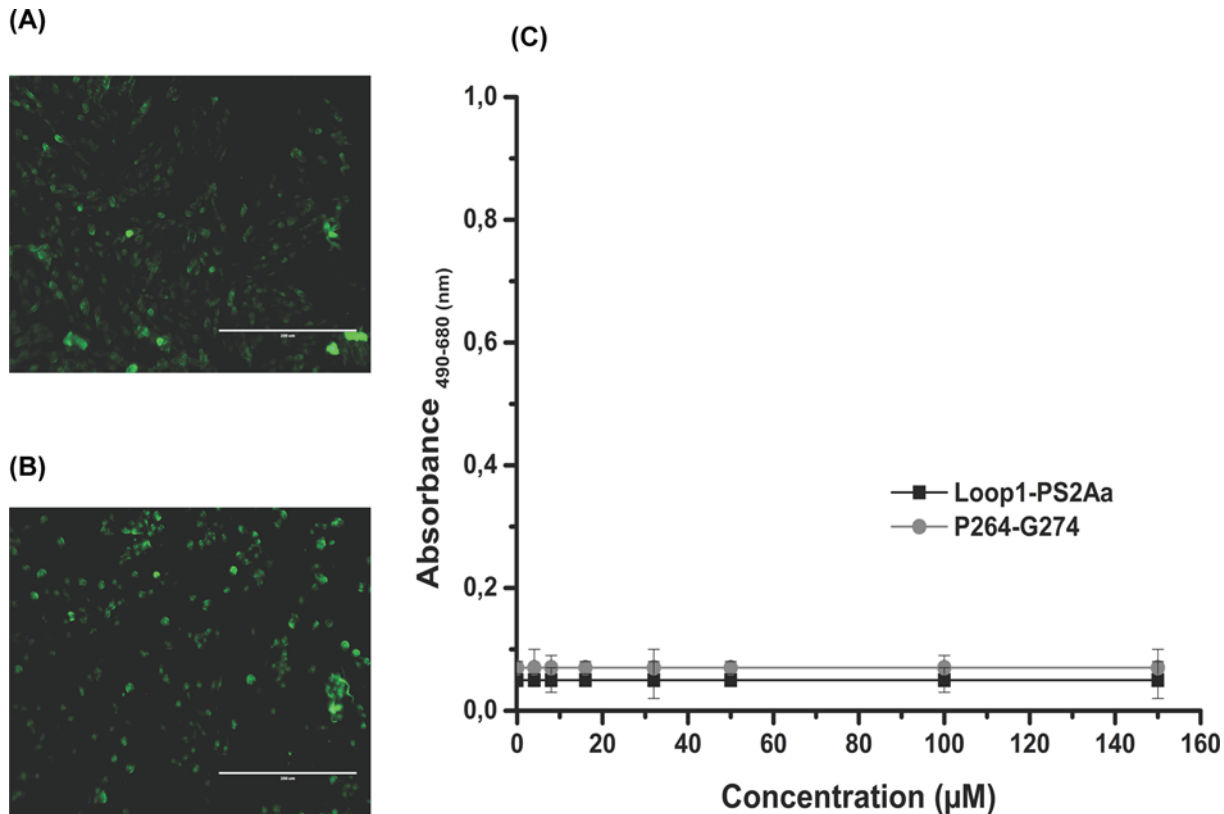 (A)
(B)
(C)
1,0
0,8
0,6
0,4
0,2
0,0
Absorbance 490-680 (nm)
Loop1-PS2Aa
P264-G274
0 20 40 60 80 100 120 140 160
Concentration (µM)